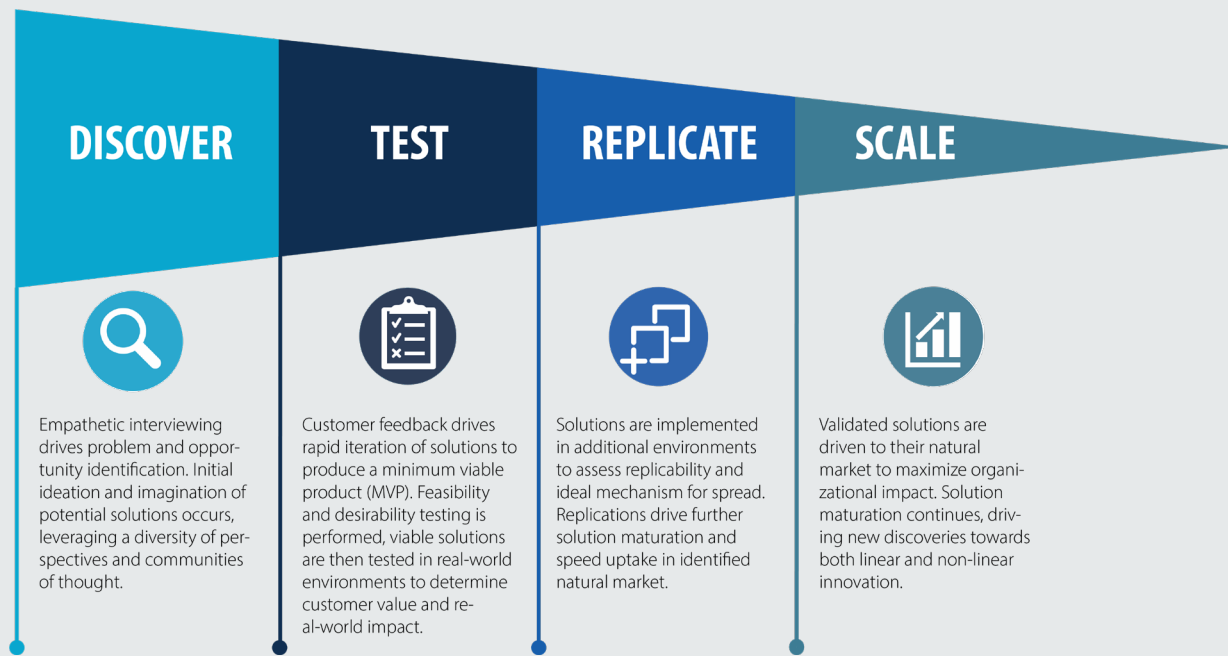 DISCOVER
TEST
REPLICATE
SCALE
Empathetic interviewing
drives problem and oppor-
tunity identification. Initial
ideation and imagination of
potential solutions occurs,
leveraging a diversity of per-
spectives and communities
of thought.
Customer feedback drives
rapid iteration of solutions to
produce a minimum viable
product (MVP). Feasibility
and desirability testing is
performed, viable solutions
are then tested in real-world
environments to determine
customer value and re-
al-world impact.
Solutions are implemented
in additional environments
to assess replicability and
ideal mechanism for spread.
Replications drive further
solution maturation and
speed uptake in identified
natural market.
Validated solutions are
driven to their natural
market to maximize organi-
zational impact. Solution
maturation continues, driv-
ing new discoveries towards
both linear and non-linear
innovation.